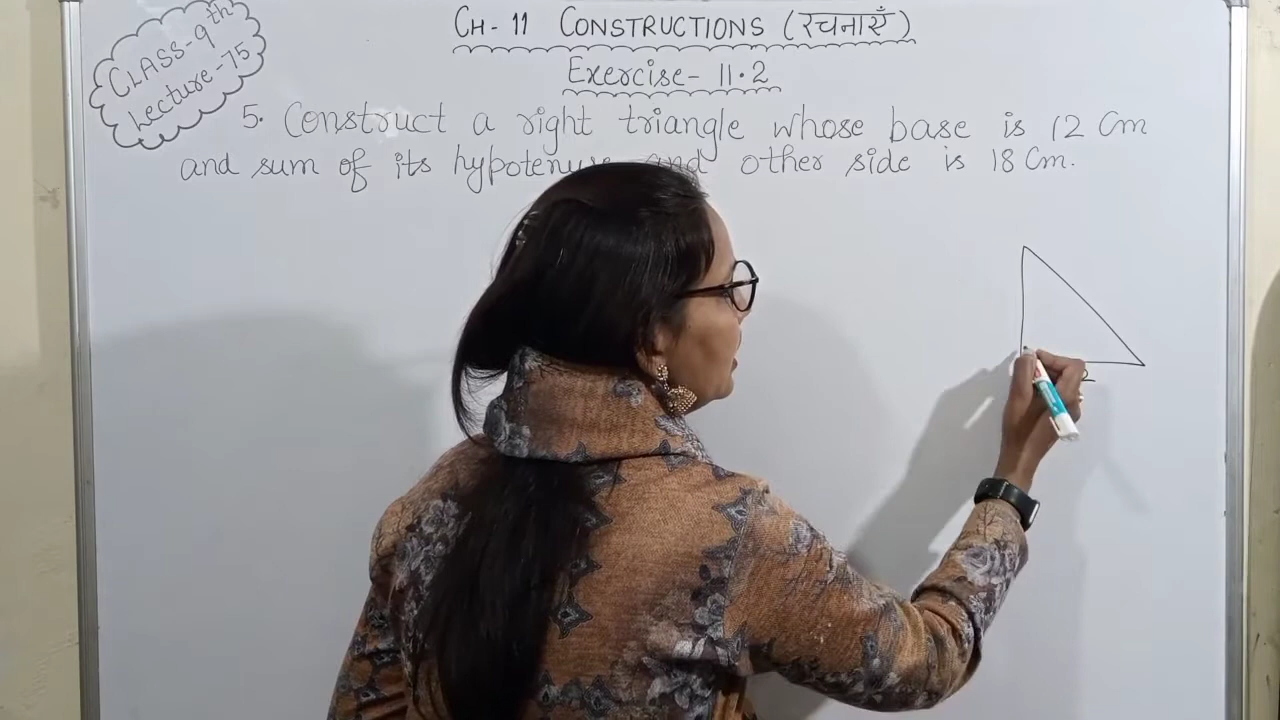 CLASS-9th
Lecture-75
CH-11 CONSTRUCTIONS (रचनाएँ)
Exercise-11.2
5. Construct a right triangle whose base is 12 Cm
and sum of its other side is 18 Cm.